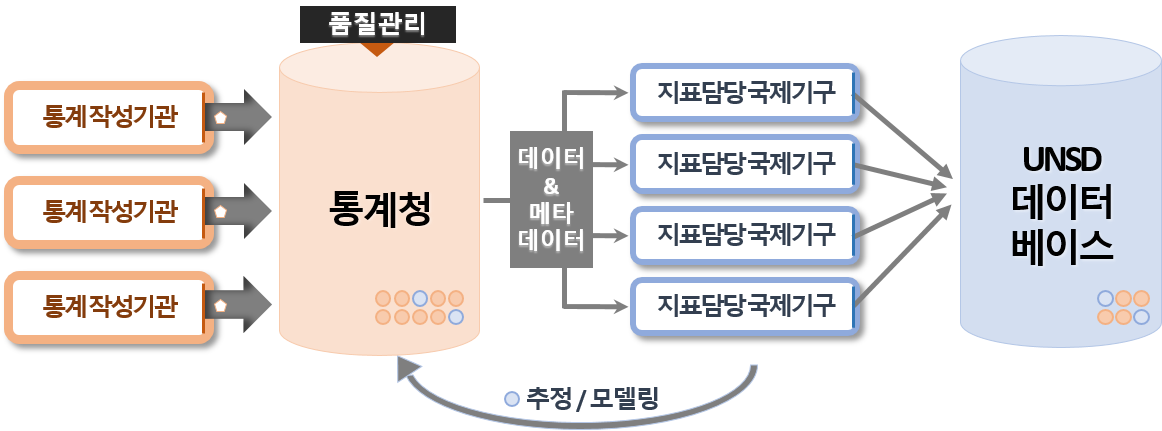 품질관리
통계작성기관
통계작성기관
통계작성기관
통계청
데이터
&
메타
데이터
지표담당국제기구
지표담당국제기구
지표담당국제기구
지표담당국제기구
UNSD
데이터
베이스
추정 / 모델링